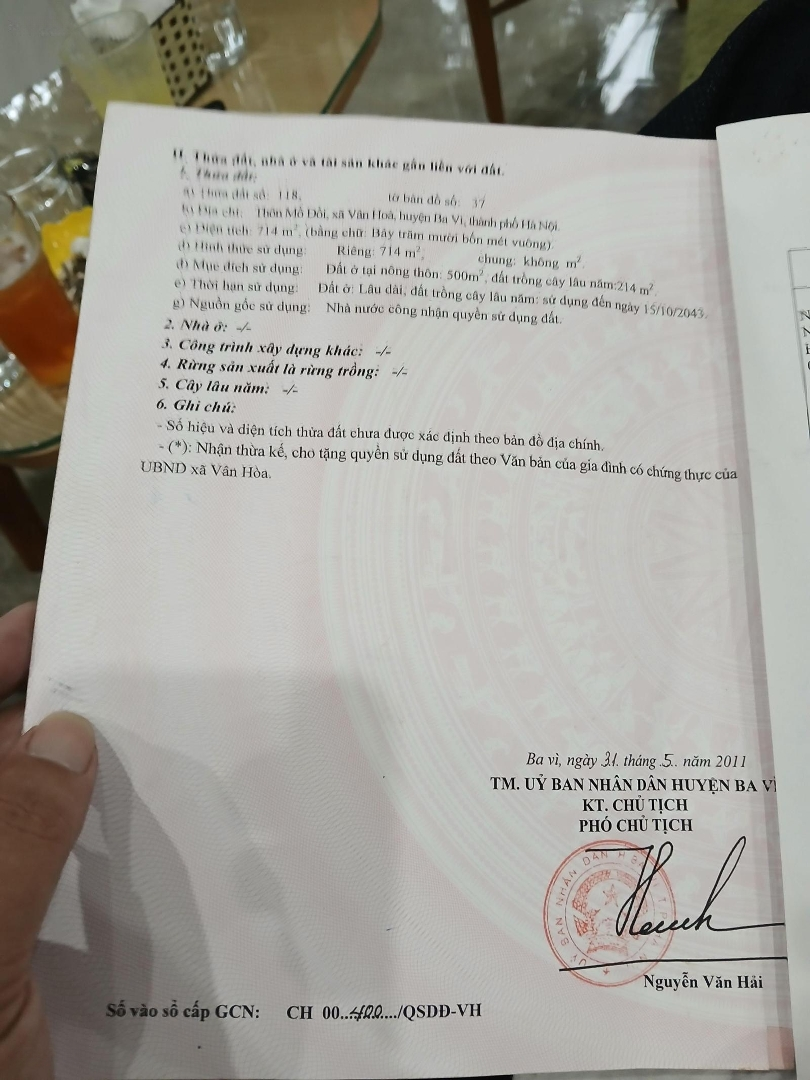 II. Thửa đất, nhà ở và tài sản khác gắn liền với đất.
1. Thửa đất:
a) Thửa đất số: 118, tờ bản đồ số: 37
b) Địa chỉ: Thôn Mồ Đồi, xã Vân Hoà, huyện Ba Vì, thành phố Hà Nội.
c) Diện tích: 714 m², (bằng chữ: Bảy trăm mười bốn mét vuông).
d) Hình thức sử dụng: Riêng: 714 m², chung: không m².
đ) Mục đích sử dụng: Đất ở tại nông thôn: 500m², đất trồng cây lâu năm:214 m².
e) Thời hạn sử dụng: Đất ở: Lâu dài, đất trồng cây lâu năm: sử dụng đến ngày 15/10/2043.
g) Nguồn gốc sử dụng: Nhà nước công nhận quyền sử dụng đất.
2. Nhà ở: -/-
3. Công trình xây dựng khác: -/-
4. Rừng sản xuất là rừng trồng: -/-
5. Cây lâu năm: -/-
6. Ghi chú:
- Số hiệu và diện tích thửa đất chưa được xác định theo bản đồ địa chính.
- (*): Nhận thừa kế, cho tặng quyền sử dụng đất theo Văn bản của gia đình có chứng thực của
UBND xã Vân Hòa.
Ba vì, ngày 31. tháng .5.. năm 2011
TM. UỶ BAN NHÂN DÂN HUYỆN BA VÌ
KT. CHỦ TỊCH
PHÓ CHỦ TỊCH
Nguyễn Văn Hải
Số vào sổ cấp GCN: CH 00...400..../QSDĐ-VH